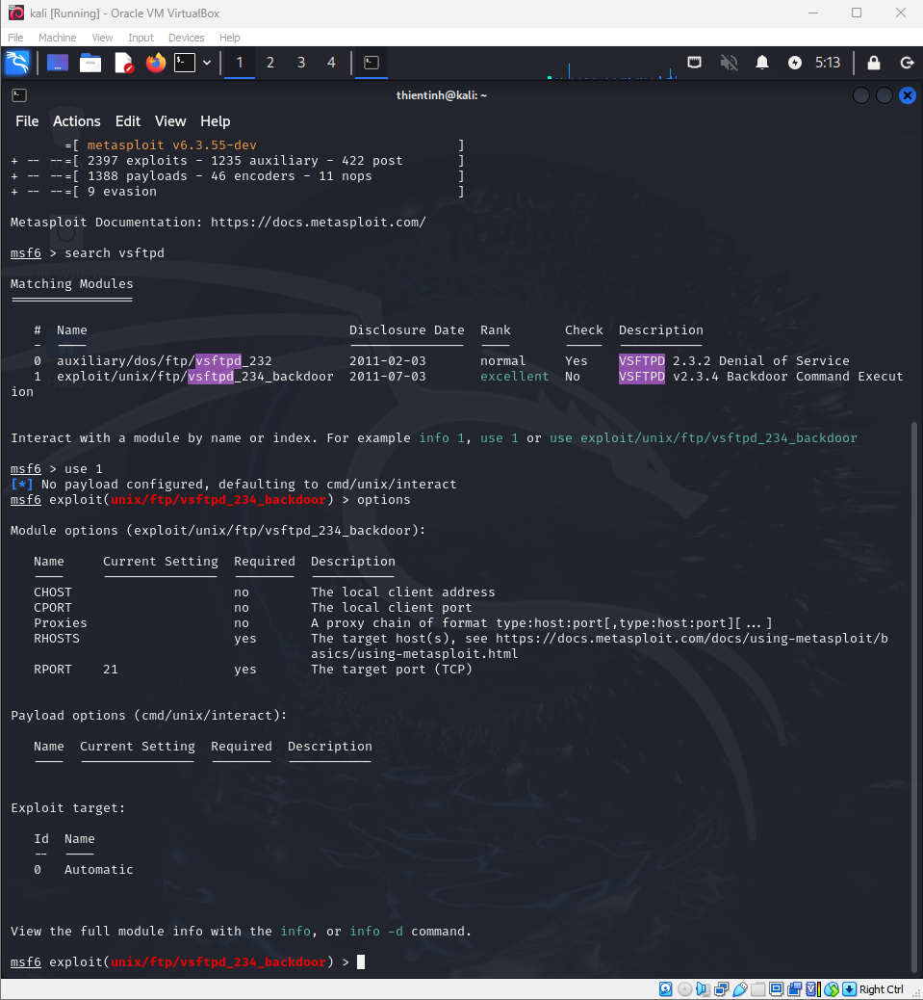 kali [Running] - Oracle VM VirtualBox
File Machine View Input Devices Help
1 2 3 4 5:13
thientinh@kali: ~
File Actions Edit View Help
=[ metasploit v6.3.55-dev ]
+ -- --=[ 2397 exploits - 1235 auxiliary - 422 post ]
+ -- --=[ 1388 payloads - 46 encoders - 11 nops ]
+ -- --=[ 9 evasion ]
Metasploit Documentation: https://docs.metasploit.com/
msf6 > search vsftpd
Matching Modules
================
# Name Disclosure Date Rank Check Description
- ---- --------------- ---- ----- -----------
0 auxiliary/dos/ftp/vsftpd_232 2011-02-03 normal Yes VSFTPD 2.3.2 Denial of Service
1 exploit/unix/ftp/vsftpd_234_backdoor 2011-07-03 excellent No VSFTPD v2.3.4 Backdoor Command Execut
ion
Interact with a module by name or index. For example info 1, use 1 or use exploit/unix/ftp/vsftpd_234_backdoor
msf6 > use 1
[*] No payload configured, defaulting to cmd/unix/interact
msf6 exploit(unix/ftp/vsftpd_234_backdoor) > options
Module options (exploit/unix/ftp/vsftpd_234_backdoor):
Name Current Setting Required Description
---- --------------- -------- -----------
CHOST no The local client address
CPORT no The local client port
Proxies no A proxy chain of format type:host:port[,type:host:port][...]
RHOSTS yes The target host(s), see https://docs.metasploit.com/docs/using-metasploit/b
asics/using-metasploit.html
RPORT 21 yes The target port (TCP)
Payload options (cmd/unix/interact):
Name Current Setting Required Description
---- --------------- -------- -----------
Exploit target:
Id Name
-- ----
0 Automatic
View the full module info with the info, or info -d command.
msf6 exploit(unix/ftp/vsftpd_234_backdoor) >
Right Ctrl